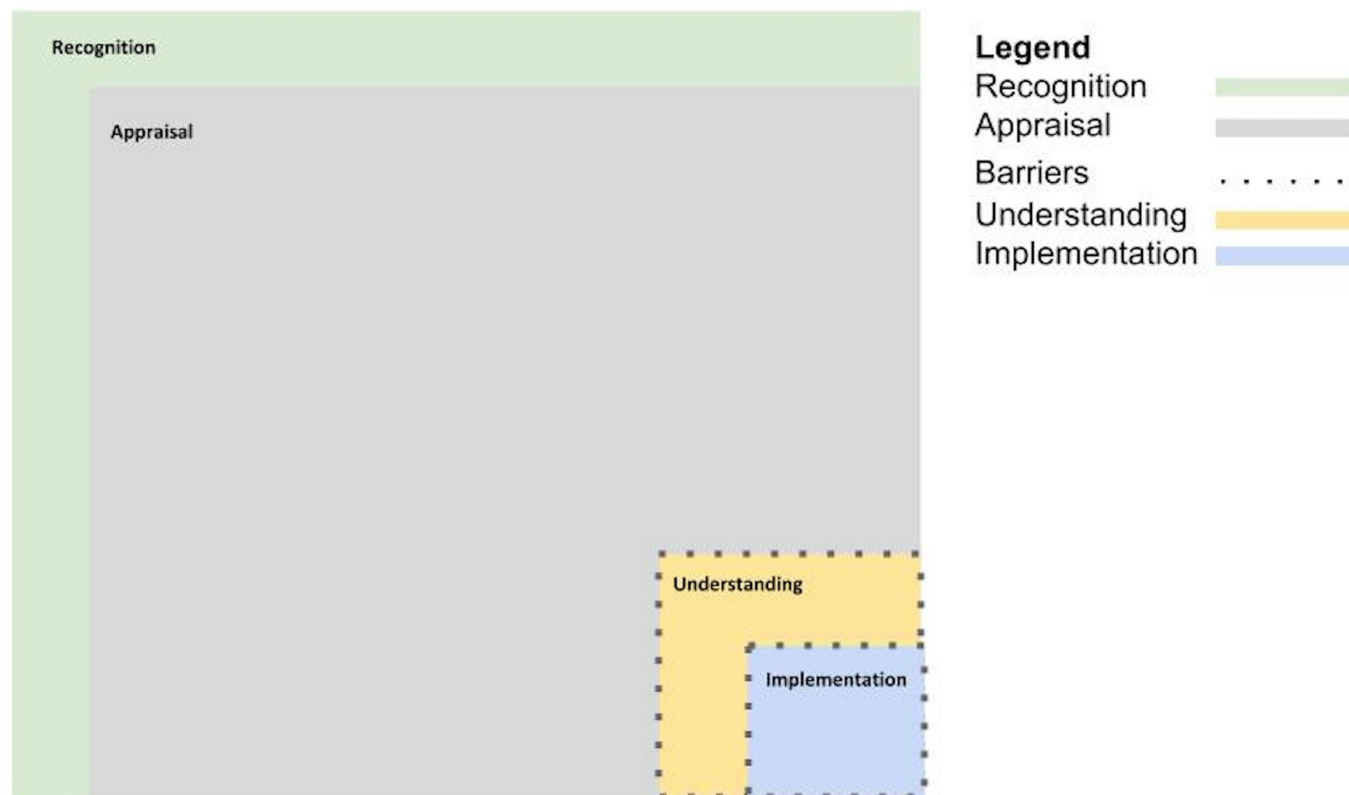 Recognition
Appraisal
Understanding
Implementation
Legend
Recognition
Appraisal
Barriers
Understanding
Implementation